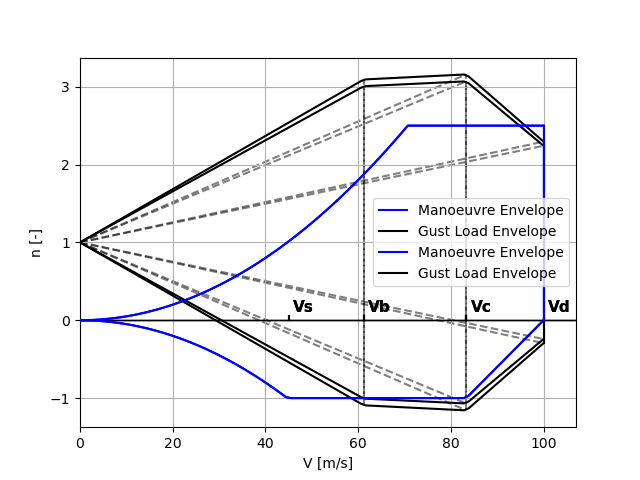 3
2
1
0
−1
n [-]
Manoeuvre Envelope
Gust Load Envelope
Manoeuvre Envelope
Gust Load Envelope
Vs Vb Vc Vd
0 20 40 60 80 100
V [m/s]